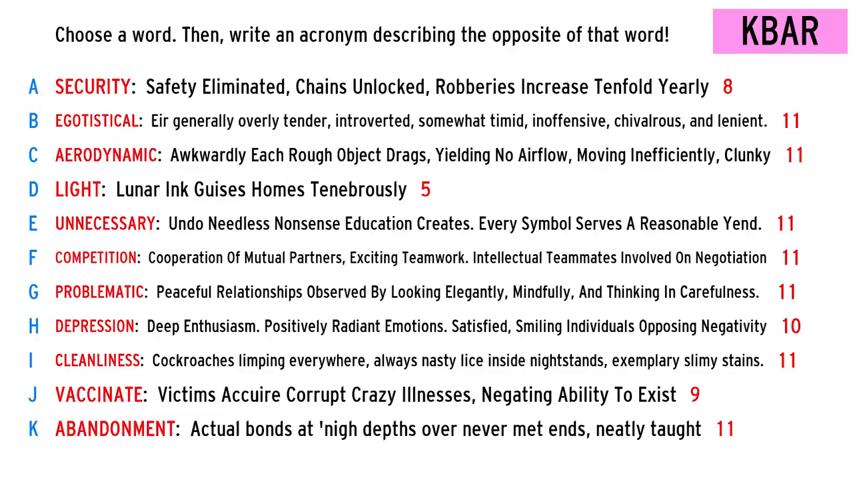 Choose a word. Then, write an acronym describing the opposite of that word!
KBAR
A SECURITY: Safety Eliminated, Chains Unlocked, Robberies Increase Tenfold Yearly 8
B EGOTISTICAL: Eir generally overly tender, introverted, somewhat timid, inoffensive, chivalrous, and lenient. 11
C AERODYNAMIC: Awkwardly Each Rough Object Drags, Yielding No Airflow, Moving Inefficiently, Clunky 11
D LIGHT: Lunar Ink Guises Homes Tenebrously 5
E UNNECESSARY: Undo Needless Nonsense Education Creates. Every Symbol Serves A Reasonable Yend. 11
F COMPETITION: Cooperation Of Mutual Partners, Exciting Teamwork. Intellectual Teammates Involved On Negotiation 11
G PROBLEMATIC: Peaceful Relationships Observed By Looking Elegantly, Mindfully, And Thinking In Carefulness. 11
H DEPRESSION: Deep Enthusiasm. Positively Radiant Emotions. Satisfied, Smiling Individuals Opposing Negativity 10
I CLEANLINESS: Cockroaches limping everywhere, always nasty lice inside nightstands, exemplary slimy stains. 11
J VACCINATE: Victims Accuire Corrupt Crazy Illnesses, Negating Ability To Exist 9
K ABANDONMENT: Actual bonds at 'nigh depths over never met ends, neatly taught 11